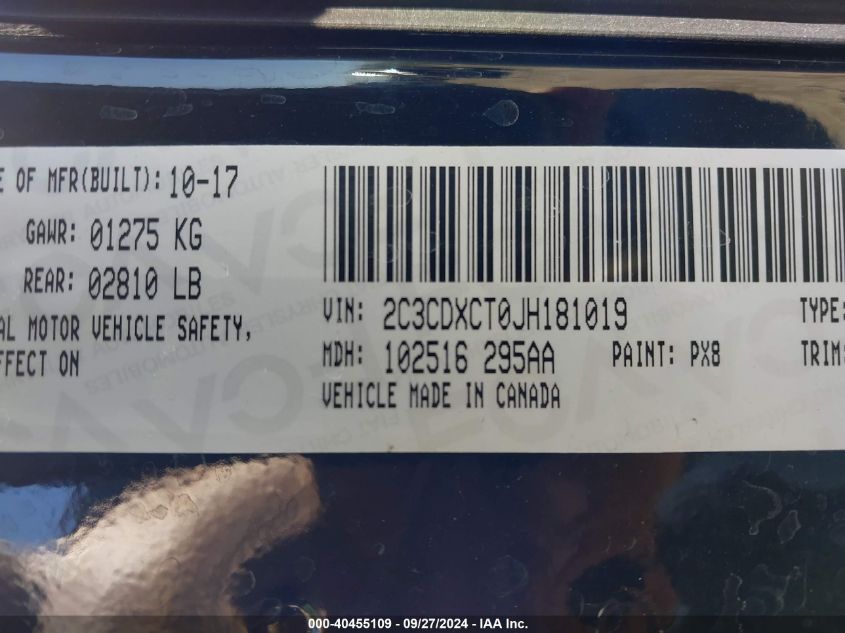 E OF MFR(BUILT): 10-17
GAWR: 01275 KG
REAR: 02810 LB
AL MOTOR VEHICLE SAFETY,
FFECT ON
VIN: 2C3CDXCT0JH181019 TYPE:
MDH: 102516 295AA PAINT: PX8 TRIM:
VEHICLE MADE IN CANADA
000-40455109 - 09/27/2024 - IAA Inc.